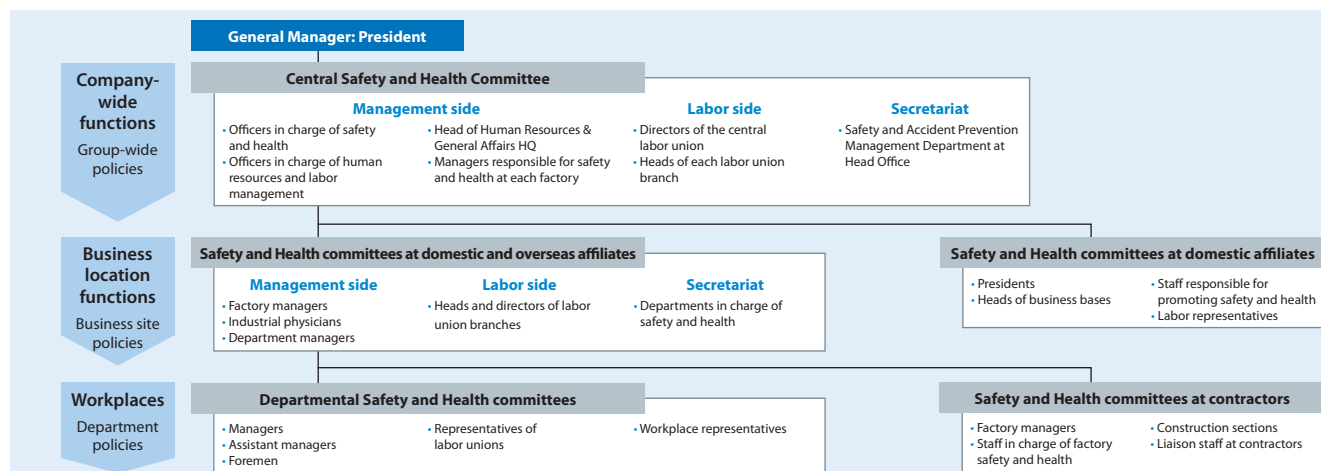 General Manager: President
Company-
wide
functions
Group-wide
policies
Central Safety and Health Committee
Management side
• Officers in charge of safety
and health
• Officers in charge of human
resources and labor
management
• Head of Human Resources &
General Affairs HQ
• Managers responsible for safety
and health at each factory
Labor side
• Directors of the central
labor union
• Heads of each labor union
branch
Secretariat
• Safety and Accident Prevention
Management Department at
Head Office
Business
location
functions
Business site
policies
Safety and Health committees at domestic and overseas affiliates
Management side
• Factory managers
• Industrial physicians
• Department managers
Labor side
• Heads and directors of labor
union branches
Secretariat
• Departments in charge of
safety and health
Safety and Health committees at domestic affiliates
• Presidents
• Heads of business bases
• Staff responsible for
promoting safety and health
• Labor representatives
Workplaces
Department
policies
Departmental Safety and Health committees
• Managers
• Assistant managers
• Foremen
• Representatives of
labor unions
• Workplace representatives
Safety and Health committees at contractors
• Factory managers
• Staff in charge of factory
safety and health
• Construction sections
• Liaison staff at contractors